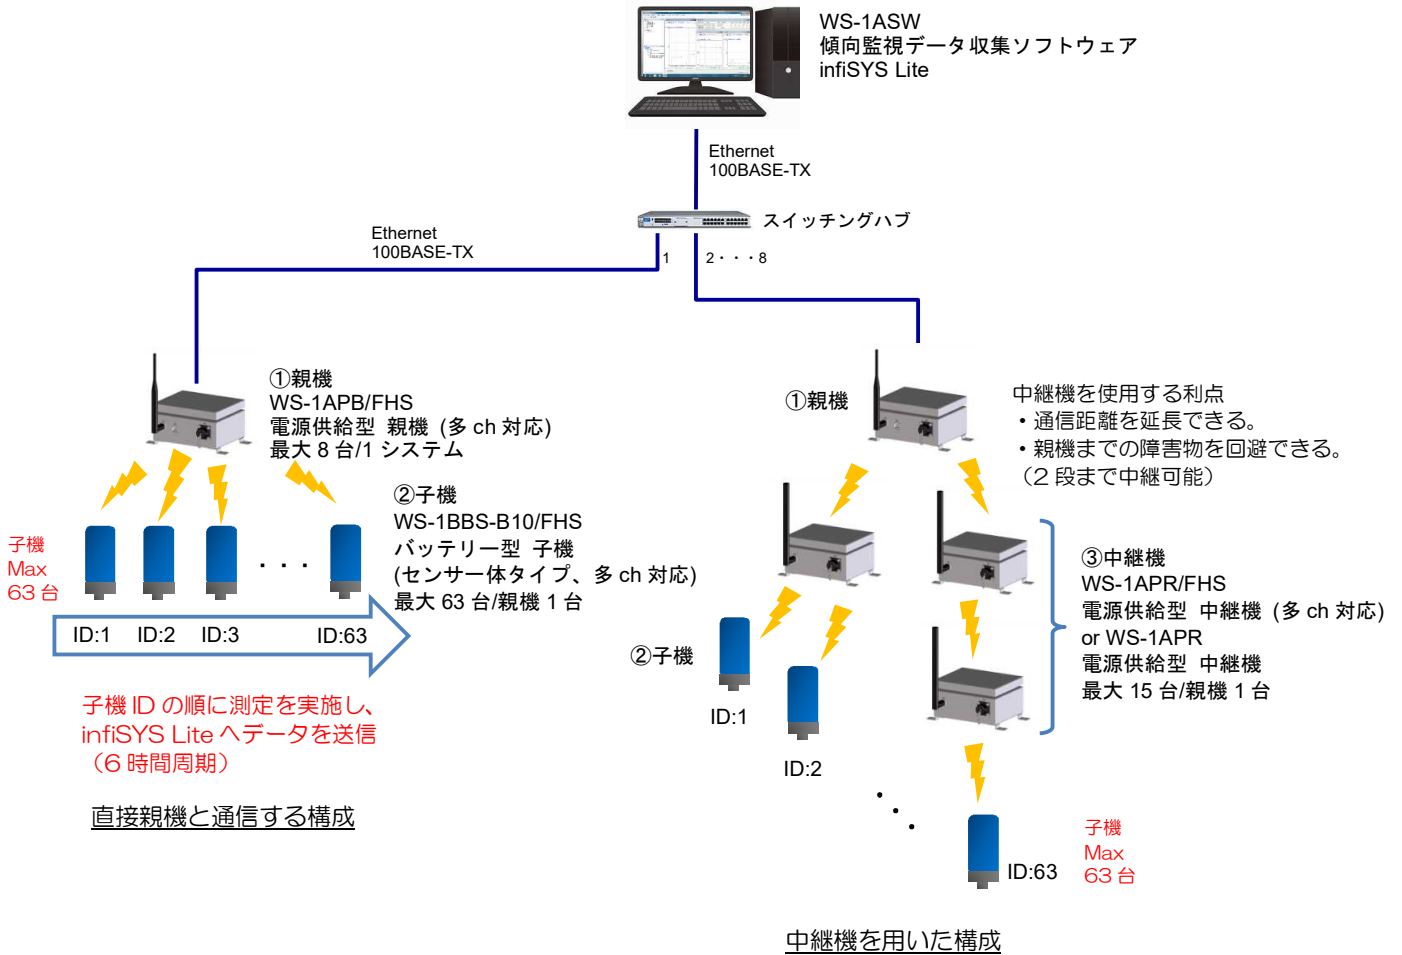 WS-1ASW
傾向監視データ収集ソフトウェア
infiSYS Lite
Ethernet
100BASE-TX
スイッチングハブ
Ethernet
100BASE-TX
1
2・・・8
①親機
WS-1APB/FHS
電源供給型 親機 (多 ch 対応)
最大 8 台/1 システム
②子機
WS-1BBS-B10/FHS
バッテリー型 子機
(センサ一体タイプ、多 ch 対応)
最大 63 台/親機 1 台
子機
Max
63 台
・・・
ID:1
ID:2
ID:3
ID:63
子機 ID の順に測定を実施し、
infiSYS Lite へデータを送信
（6 時間周期）
直接親機と通信する構成
①親機
中継機を使用する利点
・通信距離を延長できる。
・親機までの障害物を回避できる。
（2 段まで中継可能）
③中継機
WS-1APR/FHS
電源供給型 中継機 (多 ch 対応)
or WS-1APR
電源供給型 中継機
最大 15 台/親機 1 台
②子機
ID:1
ID:2
・・・
ID:63
子機
Max
63 台
中継機を用いた構成